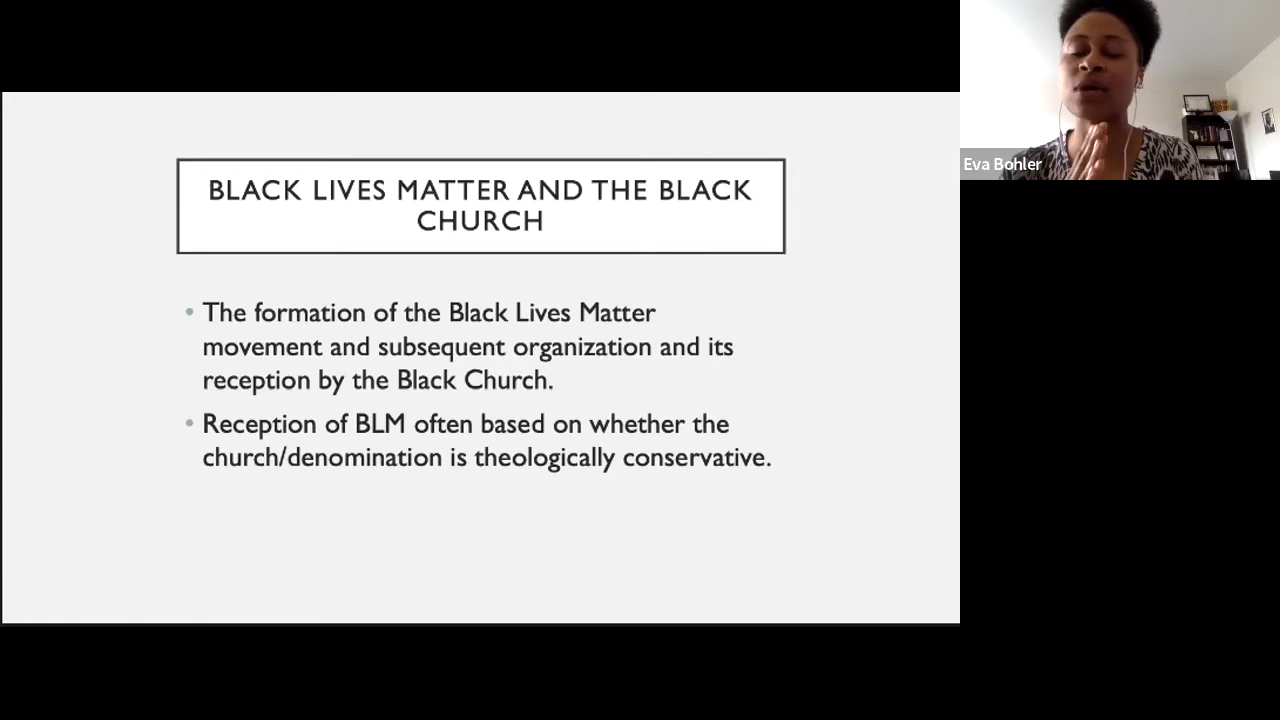 BLACK LIVES MATTER AND THE BLACK
CHURCH
• The formation of the Black Lives Matter
movement and subsequent organization and its
reception by the Black Church.
• Reception of BLM often based on whether the
church/denomination is theologically conservative.
Eva Bohler